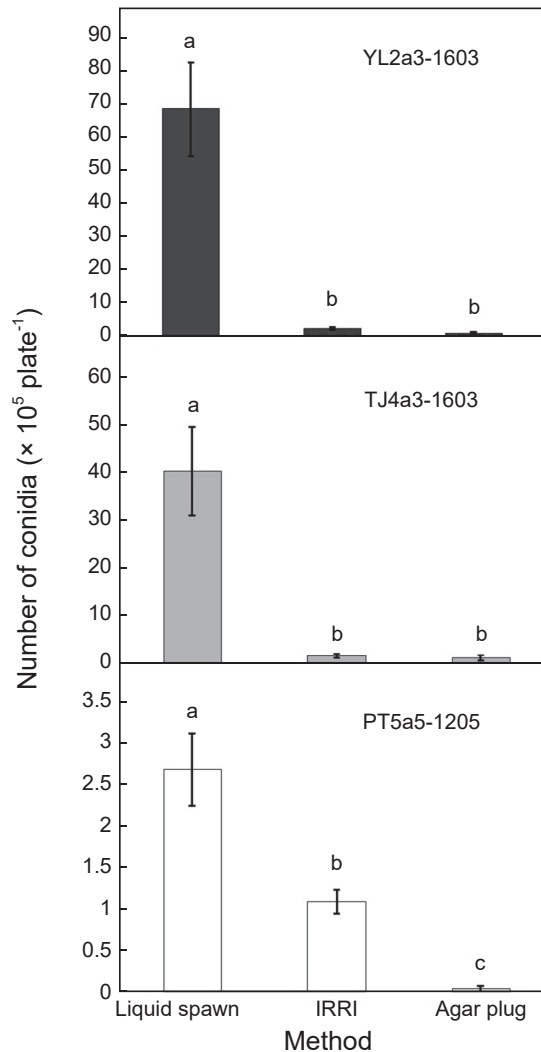 Number of conidia (× 10⁵ plate⁻¹)
YL2a3-1603
90
80
70
60
50
40
30
20
10
0
a
b
b
TJ4a3-1603
60
50
40
30
20
10
0
a
b
b
PT5a5-1205
3.5
3
2.5
2
1.5
1
0.5
0
a
b
c
Liquid spawn IRRI Agar plug
Method